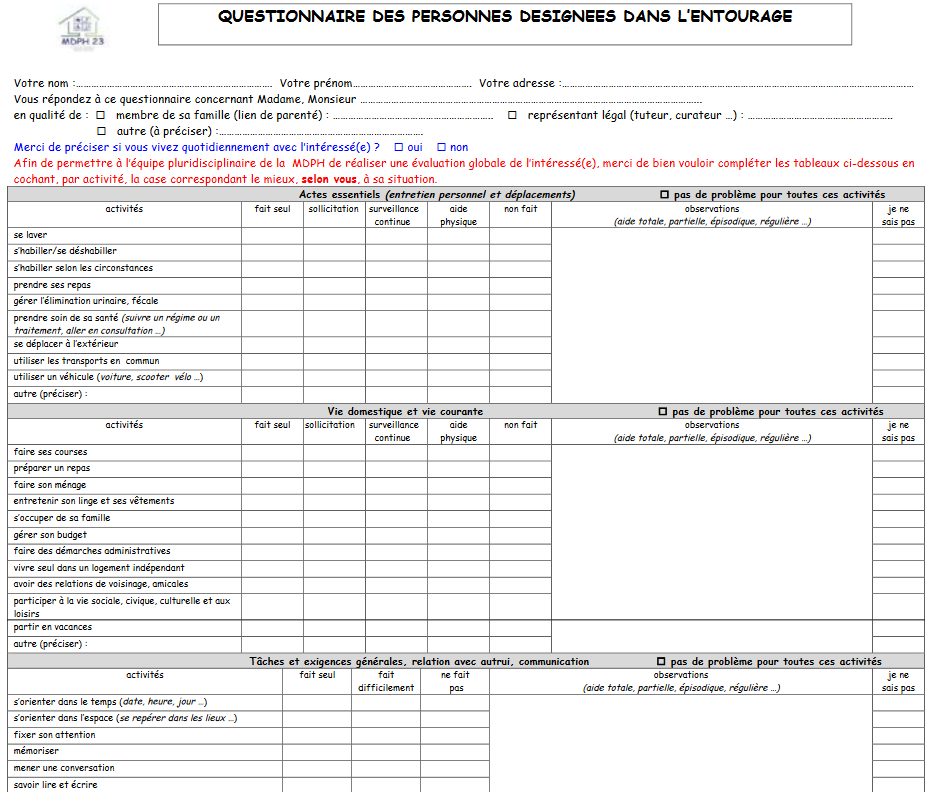 MDPH 23
QUESTIONNAIRE DES PERSONNES DESIGNEES DANS L'ENTOURAGE
Votre nom :…………………………………………………………. Votre prénom…………………………………. Votre adresse :…………………………………………………………………………………………………………
Vous répondez à ce questionnaire concernant Madame, Monsieur ………………………………………………………………………………………………………
en qualité de : ☐ membre de sa famille (lien de parenté) : ………………………………………………. ☐ représentant légal (tuteur, curateur …) : ………………………………………….
☐ autre (à préciser) :…………………………………………………………….
Merci de préciser si vous vivez quotidiennement avec l'intéressé(e) ? ☐ oui ☐ non
Afin de permettre à l'équipe pluridisciplinaire de la MDPH de réaliser une évaluation globale de l'intéressé(e), merci de bien vouloir compléter les tableaux ci-dessous en
cochant, par activité, la case correspondant le mieux, selon vous, à sa situation.
Actes essentiels (entretien personnel et déplacements) ☐ pas de problème pour toutes ces activités
activités fait seul sollicitation surveillance aide non fait observations je ne
continue physique (aide totale, partielle, épisodique, régulière …) sais pas
se laver
s'habiller/se déshabiller
s'habiller selon les circonstances
prendre ses repas
gérer l'élimination urinaire, fécale
prendre soin de sa santé (suivre un régime ou un
traitement, aller en consultation …)
se déplacer à l'extérieur
utiliser les transports en commun
utiliser un véhicule (voiture, scooter vélo …)
autre (préciser) :
Vie domestique et vie courante ☐ pas de problème pour toutes ces activités
activités fait seul sollicitation surveillance aide non fait observations je ne
continue physique (aide totale, partielle, épisodique, régulière …) sais pas
faire ses courses
préparer un repas
faire son ménage
entretenir son linge et ses vêtements
s'occuper de sa famille
gérer son budget
faire des démarches administratives
vivre seul dans un logement indépendant
avoir des relations de voisinage, amicales
participer à la vie sociale, civique, culturelle et aux
loisirs
partir en vacances
autre (préciser) :
Tâches et exigences générales, relation avec autrui, communication ☐ pas de problème pour toutes ces activités
activités fait seul fait ne fait observations je ne
difficilement pas (aide totale, partielle, épisodique, régulière …) sais pas
s'orienter dans le temps (date, heure, jour …)
s'orienter dans l'espace (se repérer dans les lieux …)
fixer son attention
mémoriser
mener une conversation
savoir lire et écrire